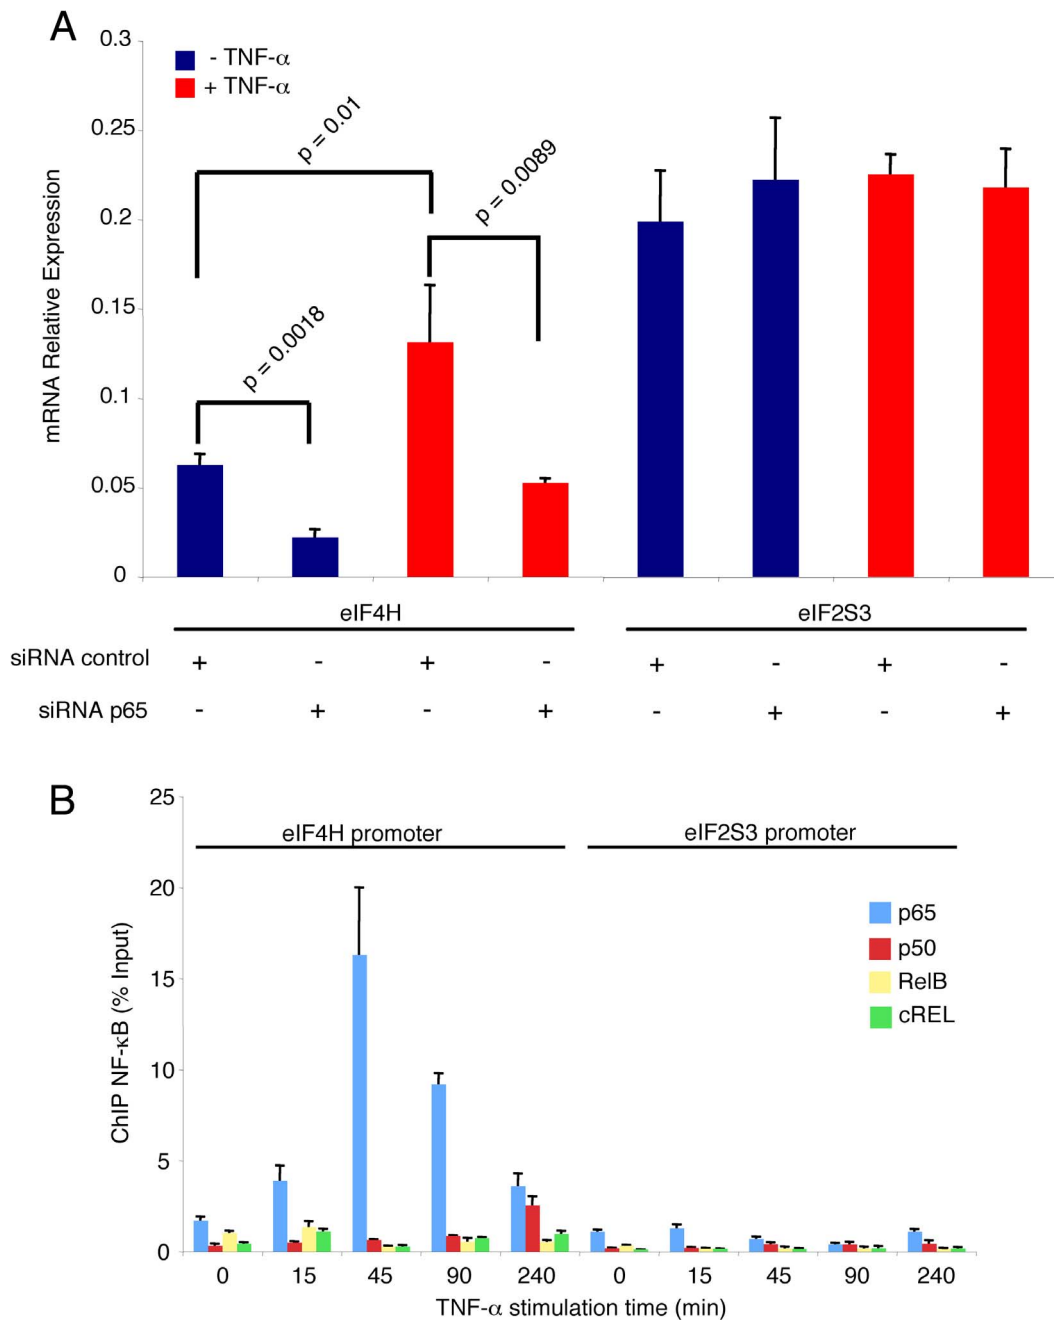 A
0.3
- TNF-α
+ TNF-α
0.25
0.2
0.15
0.1
0.05
0
mRNA Relative Expression
p = 0.01
p = 0.0089
p = 0.0018
eIF4H
eIF2S3
siRNA control + - + - + - + -
siRNA p65 - + - + - + - +
B
25
20
15
10
5
0
ChIP NF-κB (% Input)
eIF4H promoter
eIF2S3 promoter
p65
p50
RelB
cREL
0 15 45 90 240 0 15 45 90 240
TNF-α stimulation time (min)